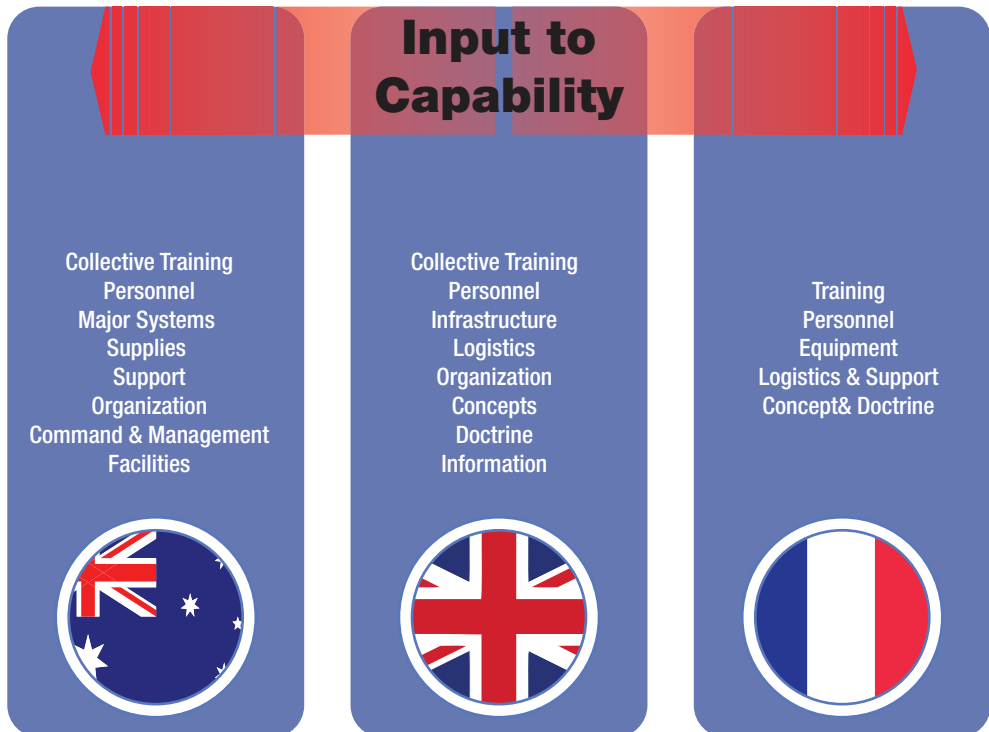 Input to
Capability
Collective Training
Personnel
Major Systems
Supplies
Support
Organization
Command & Management
Facilities
Collective Training
Personnel
Infrastructure
Logistics
Organization
Concepts
Doctrine
Information
Training
Personnel
Equipment
Logistics & Support
Concept& Doctrine